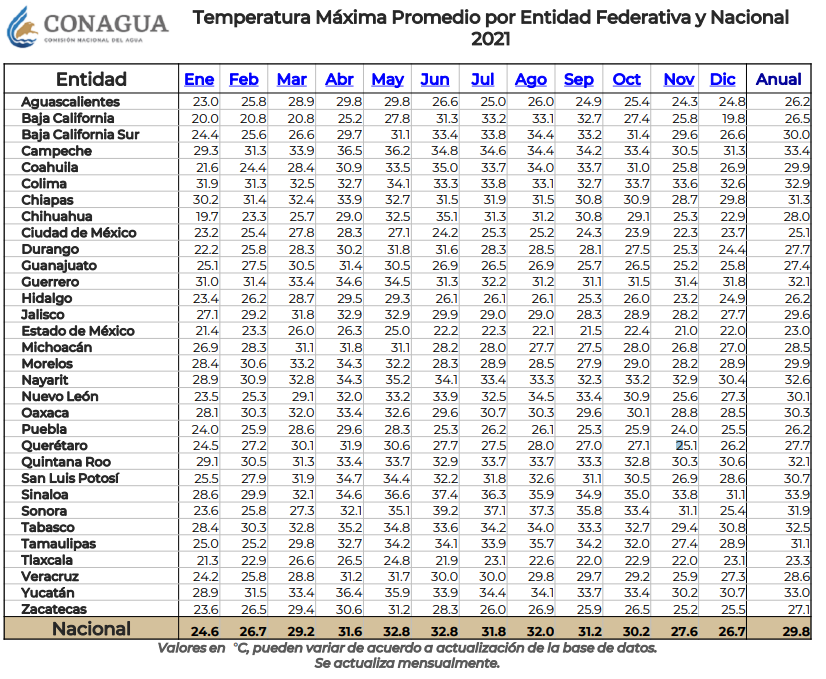 CONAGUA
COMISIÓN NACIONAL DEL AGUA
Temperatura Máxima Promedio por Entidad Federativa y Nacional
2021
Entidad Ene Feb Mar Abr May Jun Jul Ago Sep Oct Nov Dic Anual
Aguascalientes 23.0 25.8 28.9 29.8 29.8 26.6 25.0 26.0 24.9 25.4 24.3 24.8 26.2
Baja California 20.0 20.8 20.8 25.2 27.8 31.3 33.2 33.1 32.7 27.4 25.8 19.8 26.5
Baja California Sur 24.4 25.6 26.6 29.7 31.1 33.4 33.8 34.4 33.2 31.4 29.6 26.6 30.0
Campeche 29.3 31.3 33.9 36.5 36.2 34.8 34.6 34.4 34.2 33.4 30.5 31.3 33.4
Coahuila 21.6 24.4 28.4 30.9 33.5 35.0 33.7 34.0 33.7 31.0 25.8 26.9 29.9
Colima 31.9 31.3 32.5 32.7 34.1 33.3 33.8 33.1 32.7 33.7 33.6 32.6 32.9
Chiapas 30.2 31.4 32.4 33.9 32.7 31.5 31.9 31.5 30.8 30.9 28.7 29.8 31.3
Chihuahua 19.7 23.3 25.7 29.0 32.5 35.1 31.3 31.2 30.8 29.1 25.3 22.9 28.0
Ciudad de México 23.2 25.4 27.8 28.3 27.1 24.2 25.3 25.2 24.3 23.9 22.3 23.7 25.1
Durango 22.2 25.8 28.3 30.2 31.8 31.6 28.3 28.5 28.1 27.5 25.3 24.4 27.7
Guanajuato 25.1 27.5 30.5 31.4 30.5 26.9 26.5 26.9 25.7 26.5 25.2 25.8 27.4
Guerrero 31.0 31.4 33.4 34.6 34.5 31.3 32.2 31.2 31.1 31.5 31.4 31.8 32.1
Hidalgo 23.4 26.2 28.7 29.5 29.3 26.1 26.1 26.1 25.3 26.0 23.2 24.9 26.2
Jalisco 27.1 29.2 31.8 32.9 32.9 29.9 29.0 29.0 28.3 28.9 28.2 27.7 29.6
Estado de México 21.4 23.3 26.0 26.3 25.0 22.2 22.3 22.1 21.5 22.4 21.0 22.0 23.0
Michoacán 26.9 28.3 31.1 31.8 31.1 28.2 28.0 27.7 27.5 28.0 26.8 27.0 28.5
Morelos 28.4 30.6 33.2 34.3 32.2 28.3 28.9 28.5 27.9 29.0 28.2 28.9 29.9
Nayarit 28.9 30.9 32.8 34.3 35.2 34.1 33.4 33.3 32.3 33.2 32.9 30.4 32.6
Nuevo León 23.5 25.3 29.1 32.0 33.2 33.9 32.5 34.5 33.4 30.9 25.6 27.3 30.1
Oaxaca 28.1 30.3 32.0 33.4 32.6 29.6 30.7 30.3 29.6 30.1 28.8 28.5 30.3
Puebla 24.0 25.9 28.6 29.6 28.3 25.3 26.2 26.1 25.3 25.9 24.0 25.5 26.2
Querétaro 24.5 27.2 30.1 31.9 30.6 27.7 27.5 28.0 27.0 27.1 25.1 26.2 27.7
Quintana Roo 29.1 30.5 31.3 33.4 33.7 32.9 33.7 33.7 33.3 32.8 30.3 30.6 32.1
San Luis Potosí 25.5 27.9 31.9 34.7 34.4 32.2 31.8 32.6 31.1 30.5 26.9 28.6 30.7
Sinaloa 28.6 29.9 32.1 34.6 36.6 37.4 36.3 35.9 34.9 35.0 33.8 31.1 33.9
Sonora 23.6 25.8 27.3 32.1 35.1 39.2 37.1 37.3 35.8 33.4 31.1 25.4 31.9
Tabasco 28.4 30.3 32.8 35.2 34.8 33.6 34.2 34.0 33.3 32.7 29.4 30.8 32.5
Tamaulipas 25.0 25.2 29.8 32.7 34.2 34.1 33.9 35.7 34.2 32.0 27.4 28.9 31.1
Tlaxcala 21.3 22.9 26.6 26.5 24.8 21.9 23.1 22.6 22.0 22.9 22.0 23.1 23.3
Veracruz 24.2 25.8 28.8 31.2 31.7 30.0 30.0 29.8 29.7 29.2 25.9 27.3 28.6
Yucatán 28.9 31.5 33.4 36.4 35.9 33.9 34.4 34.1 33.7 33.4 30.2 30.7 33.0
Zacatecas 23.6 26.5 29.4 30.6 31.2 28.3 26.0 26.9 25.9 26.5 25.2 25.5 27.1
Nacional 24.6 26.7 29.2 31.6 32.8 32.8 31.8 32.0 31.2 30.2 27.6 26.7 29.8
Valores en °C, pueden variar de acuerdo a actualización de la base de datos.
Se actualiza mensualmente.